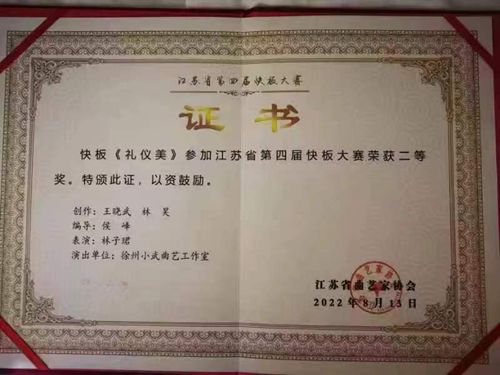 江苏省第四届快板大赛
证书
快板《礼仪美》参加江苏省第四届快板大赛荣获二等
奖。特颁此证，以资鼓励。
创作：王晓武 林昊
编导：侯峰
表演：林子珺
演出单位：徐州小武曲艺工作室
江苏省曲艺家协会
2022年8月15日